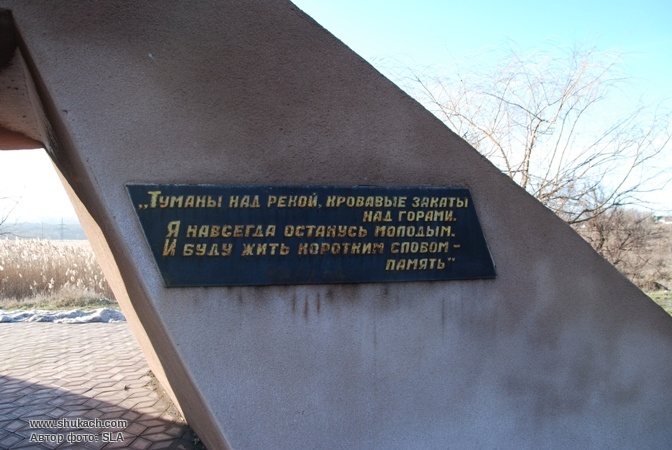 „Туманы над рекой, кровавые закаты
над горами.
Я навсегда останусь молодым.
И буду жить коротким словом –
память”
www.shukach.com
Автор фото: SLA